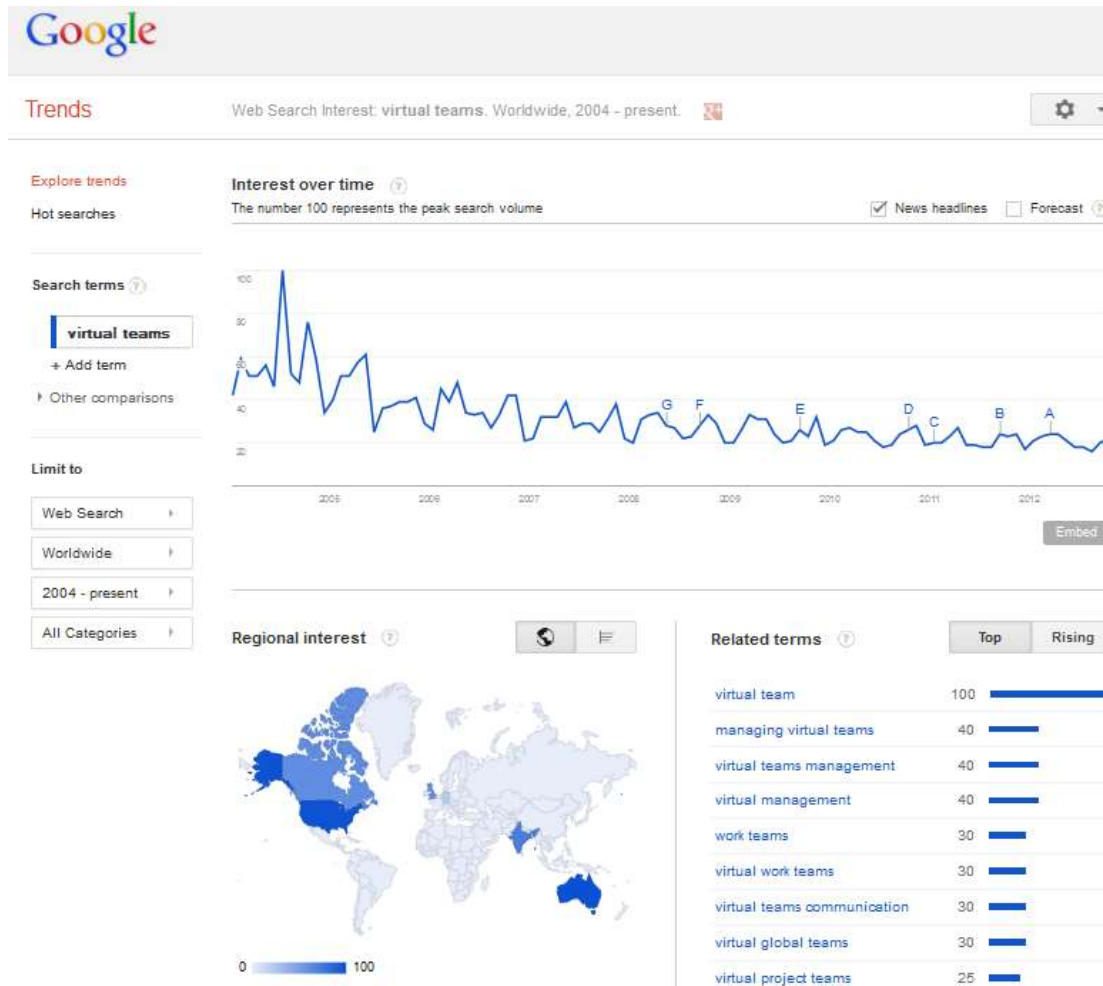 Google
Trends
Web Search Interest: virtual teams. Worldwide, 2004 - present.
Explore trends
Hot searches
Interest over time ?
The number 100 represents the peak search volume
News headlines
Forecast ?
Search terms ?
virtual teams
+ Add term
Other comparisons
100
80
60
40
20
G F E D C B A
2005 2006 2007 2008 2009 2010 2011 2012
Embed
Limit to
Web Search
Worldwide
2004 - present
All Categories
Regional interest ?
0 100
Related terms ?
Top Rising
virtual team 100
managing virtual teams 40
virtual teams management 40
virtual management 40
work teams 30
virtual work teams 30
virtual teams communication 30
virtual global teams 30
virtual project teams 25